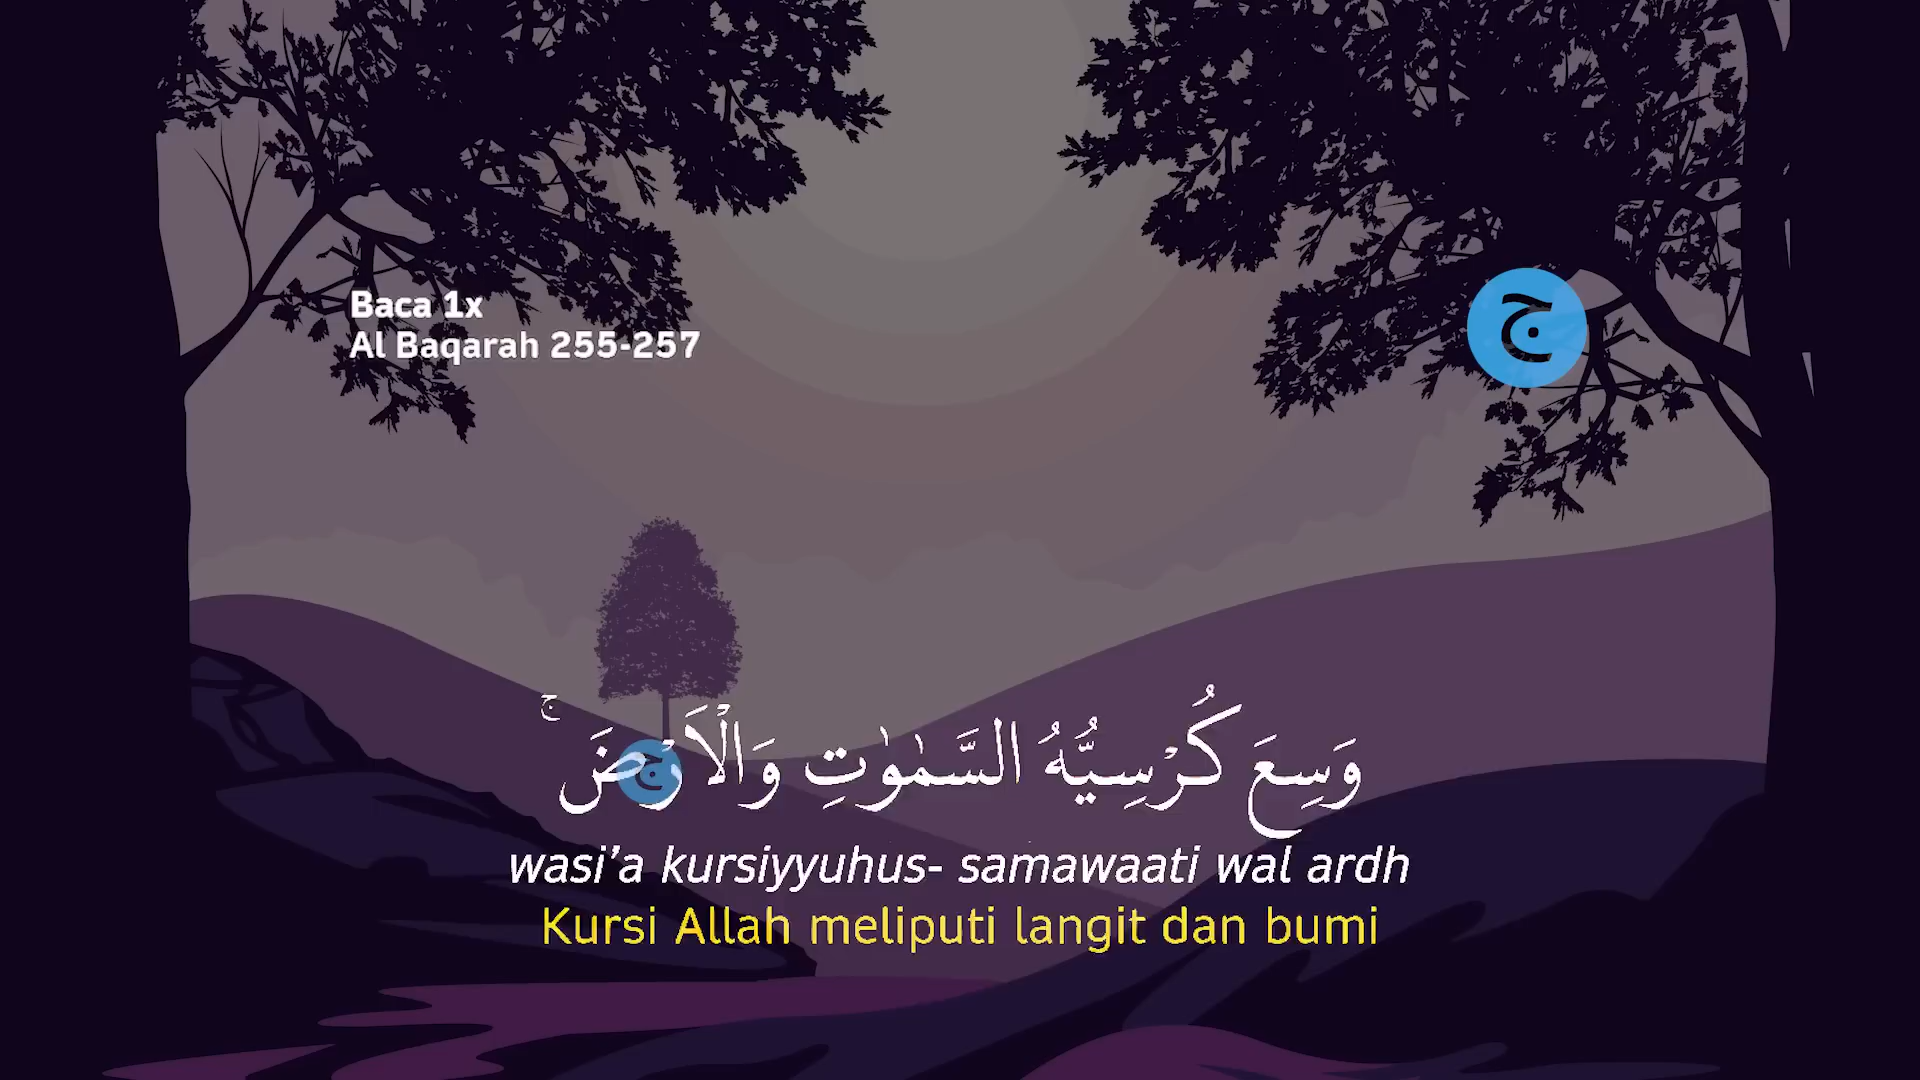 Baca 1x
Al Baqarah 255-257
ج
وَسِعَ كُرْسِيُّهُ السَّمٰوٰتِ وَالْاَرْضَۚ
ج
wasi’a kursiyyuhus- samawaati wal ardh
Kursi Allah meliputi langit dan bumi